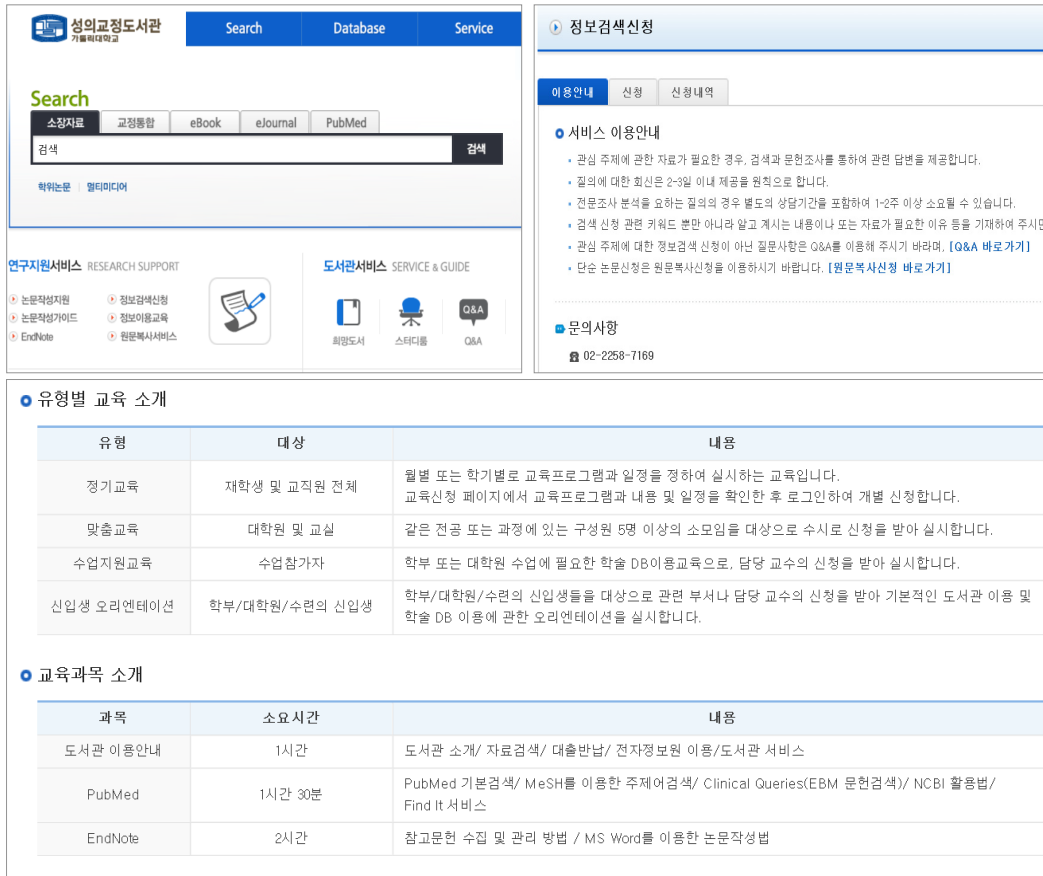 성의교정도서관
가톨릭대학교
Search Database Service
Search
소장자료 교정통합 eBook eJournal PubMed
검색 검색
학위논문 | 멀티미디어
연구지원서비스 RESEARCH SUPPORT
논문작성지원 정보검색신청
논문작성가이드 정보이용교육
EndNote 원문복사서비스
도서관서비스 SERVICE & GUIDE
Q&A
희망도서 스터디룸 Q&A
정보검색신청
이용안내 신청 신청내역
서비스 이용안내
관심 주제에 관한 자료가 필요한 경우, 검색과 문헌조사를 통하여 관련 답변을 제공합니다.
질의에 대한 회신은 2-3일 이내 제공을 원칙으로 합니다.
전문조사 분석을 요하는 질의의 경우 별도의 상담기간을 포함하여 1-2주 이상 소요될 수 있습니다.
검색 신청 관련 키워드 뿐만 아니라 알고 계시는 내용이나 또는 자료가 필요한 이유 등을 기재하여 주시면
관심 주제에 대한 정보검색 신청이 아닌 질문사항은 Q&A를 이용해 주시기 바라며, [Q&A 바로가기]
단순 논문신청은 원문복사신청을 이용하시기 바랍니다. [원문복사신청 바로가기]
문의사항
02-2258-7169
유형별 교육 소개
유형 대상 내용
정기교육 재학생 및 교직원 전체 월별 또는 학기별로 교육프로그램과 일정을 정하여 실시하는 교육입니다.
교육신청 페이지에서 교육프로그램과 내용 및 일정을 확인한 후 로그인하여 개별 신청합니다.
맞춤교육 대학원 및 교실 같은 전공 또는 과정에 있는 구성원 5명 이상의 소모임을 대상으로 수시로 신청을 받아 실시합니다.
수업지원교육 수업참가자 학부 또는 대학원 수업에 필요한 학술 DB이용교육으로, 담당 교수의 신청을 받아 실시합니다.
신입생 오리엔테이션 학부/대학원/수련의 신입생 학부/대학원/수련의 신입생들을 대상으로 관련 부서나 담당 교수의 신청을 받아 기본적인 도서관 이용 및
학술 DB 이용에 관한 오리엔테이션을 실시합니다.
교육과목 소개
과목 소요시간 내용
도서관 이용안내 1시간 도서관 소개/ 자료검색/ 대출반납/ 전자정보원 이용/도서관 서비스
PubMed 1시간 30분 PubMed 기본검색/ MeSH를 이용한 주제어검색/ Clinical Queries(EBM 문헌검색)/ NCBI 활용법/
Find It 서비스
EndNote 2시간 참고문헌 수집 및 관리 방법 / MS Word를 이용한 논문작성법